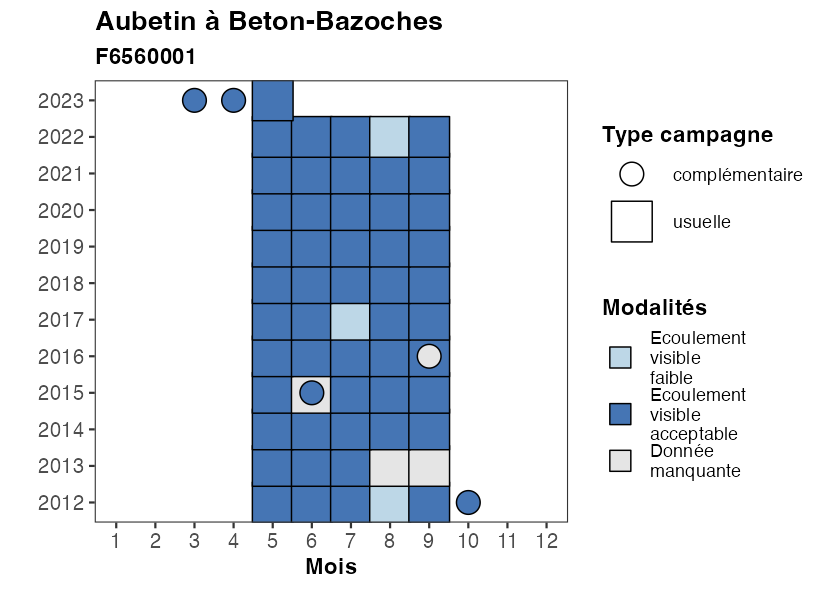 Aubetin à Beton-Bazoches
F6560001
2023
2022
2021
2020
2019
2018
2017
2016
2015
2014
2013
2012
1 2 3 4 5 6 7 8 9 10 11 12
Mois
Type campagne
complémentaire
usuelle
Modalités
Ecoulement
visible
faible
Ecoulement
visible
acceptable
Donnée
manquante